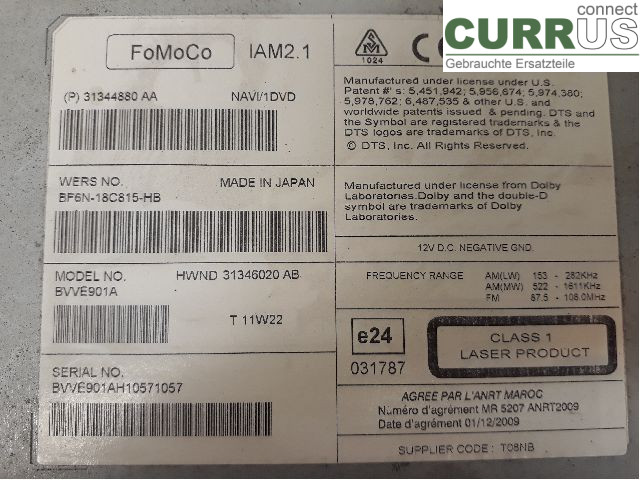 connect
CURRUS
Gebrauchte Ersatzteile
FoMoCo IAM2.1
1024
(P) 31344880 AA NAVI/1DVD
WERS NO. MADE IN JAPAN
BF6N-18C815-HB
MODEL NO. HWND 31346020 AB
BVVE901A
T 11W22
SERIAL NO.
BVVE901AH10571057
Manufactured under license under U.S.
Patent #'s: 5,451,942; 5,956,674; 5,974,380;
5,978,762; 6,487,535 & other U.S. and
worldwide patents issued & pending. DTS and
the Symbol are registered trademarks & the
DTS logos are trademarks of DTS, Inc.
© DTS, Inc. All Rights Reserved.
Manufactured under license from Dolby
Laboratories. Dolby and the double-D
symbol are trademarks of Dolby
Laboratories.
12V D.C. NEGATIVE GND.
FREQUENCY RANGE AM(LW) 153 - 282KHz
AM(MW) 522 - 1611KHz
FM 87.5 - 108.0MHz
e24
031787
CLASS 1
LASER PRODUCT
AGREE PAR L'ANRT MAROC
Numéro d'agrément MR 5207 ANRT2009
Date d'agrément 01/12/2009
SUPPLIER CODE: T08NB